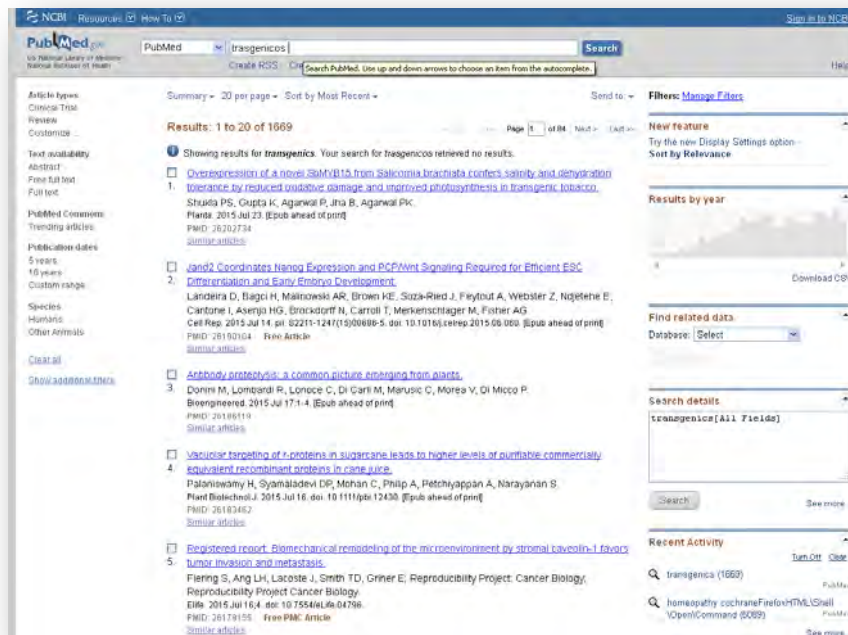 NCBI Resources How To Sign in to NCBI
PubMed.gov
US National Library of Medicine
National Institutes of Health
PubMed trasgenicos Search
Create RSS Cre Help
Search PubMed. Use up and down arrows to choose an item from the autocomplete.
Article types
Clinical Trial
Review
Customize ...
Text availability
Abstract
Free full text
Full text
PubMed Commons
Trending articles
Publication dates
5 years
10 years
Custom range...
Species
Humans
Other Animals
Clear all
Show additional filters
Summary 20 per page Sort by Most Recent Send to:
Results: 1 to 20 of 1669
Page 1 of 84 Next > Last >>
Showing results for transgenics. Your search for trasgenicos retrieved no results.
Overexpression of a novel SbMYB15 from Salicornia brachiata confers salinity and dehydration
1. tolerance by reduced oxidative damage and improved photosynthesis in transgenic tobacco.
Shukla PS, Gupta K, Agarwal P, Jha B, Agarwal PK.
Planta. 2015 Jul 23. [Epub ahead of print]
PMID: 26202734
Similar articles
Jarid2 Coordinates Nanog Expression and PCP/Wnt Signaling Required for Efficient ESC
2. Differentiation and Early Embryo Development.
Landeira D, Bagci H, Malinowski AR, Brown KE, Soza-Ried J, Feytout A, Webster Z, Ndjetehe E,
Cantone I, Asenjo HG, Brockdorff N, Carroll T, Merkenschlager M, Fisher AG.
Cell Rep. 2015 Jul 14. pii: S2211-1247(15)00686-5. doi: 10.1016/j.celrep.2015.06.060. [Epub ahead of print]
PMID: 26190104 Free Article
Similar articles
Antibody proteolysis: a common picture emerging from plants.
3. Donini M, Lombardi R, Lonoce C, Di Carli M, Marusic C, Morea V, Di Micco P.
Bioengineered. 2015 Jul 17:1-4. [Epub ahead of print]
PMID: 26186119
Similar articles
Vacuolar targeting of r-proteins in sugarcane leads to higher levels of purifiable commercially
4. equivalent recombinant proteins in cane juice.
Palaniswamy H, Syamaladevi DP, Mohan C, Philip A, Petchiyappan A, Narayanan S.
Plant Biotechnol J. 2015 Jul 16. doi: 10.1111/pbi.12430. [Epub ahead of print]
PMID: 26183462
Similar articles
Registered report: Biomechanical remodeling of the microenvironment by stromal caveolin-1 favors
5. tumor invasion and metastasis.
Fiering S, Ang LH, Lacoste J, Smith TD, Griner E; Reproducibility Project: Cancer Biology;
Reproducibility Project Cancer Biology.
Elife. 2015 Jul 16;4. doi: 10.7554/eLife.04796.
PMID: 26179155 Free PMC Article
Similar articles
Filters: Manage Filters
New feature
Try the new Display Settings option -
Sort by Relevance
Results by year
Download CSV
Find related data
Database: Select
Search details
transgenics[All Fields]
Search See more...
Recent Activity
Turn Off Clear
transgenics (1669)
PubMed
homeopathy cochraneFirefoxHTML\Shell
\Open\Command (5089) PubMed
See more...